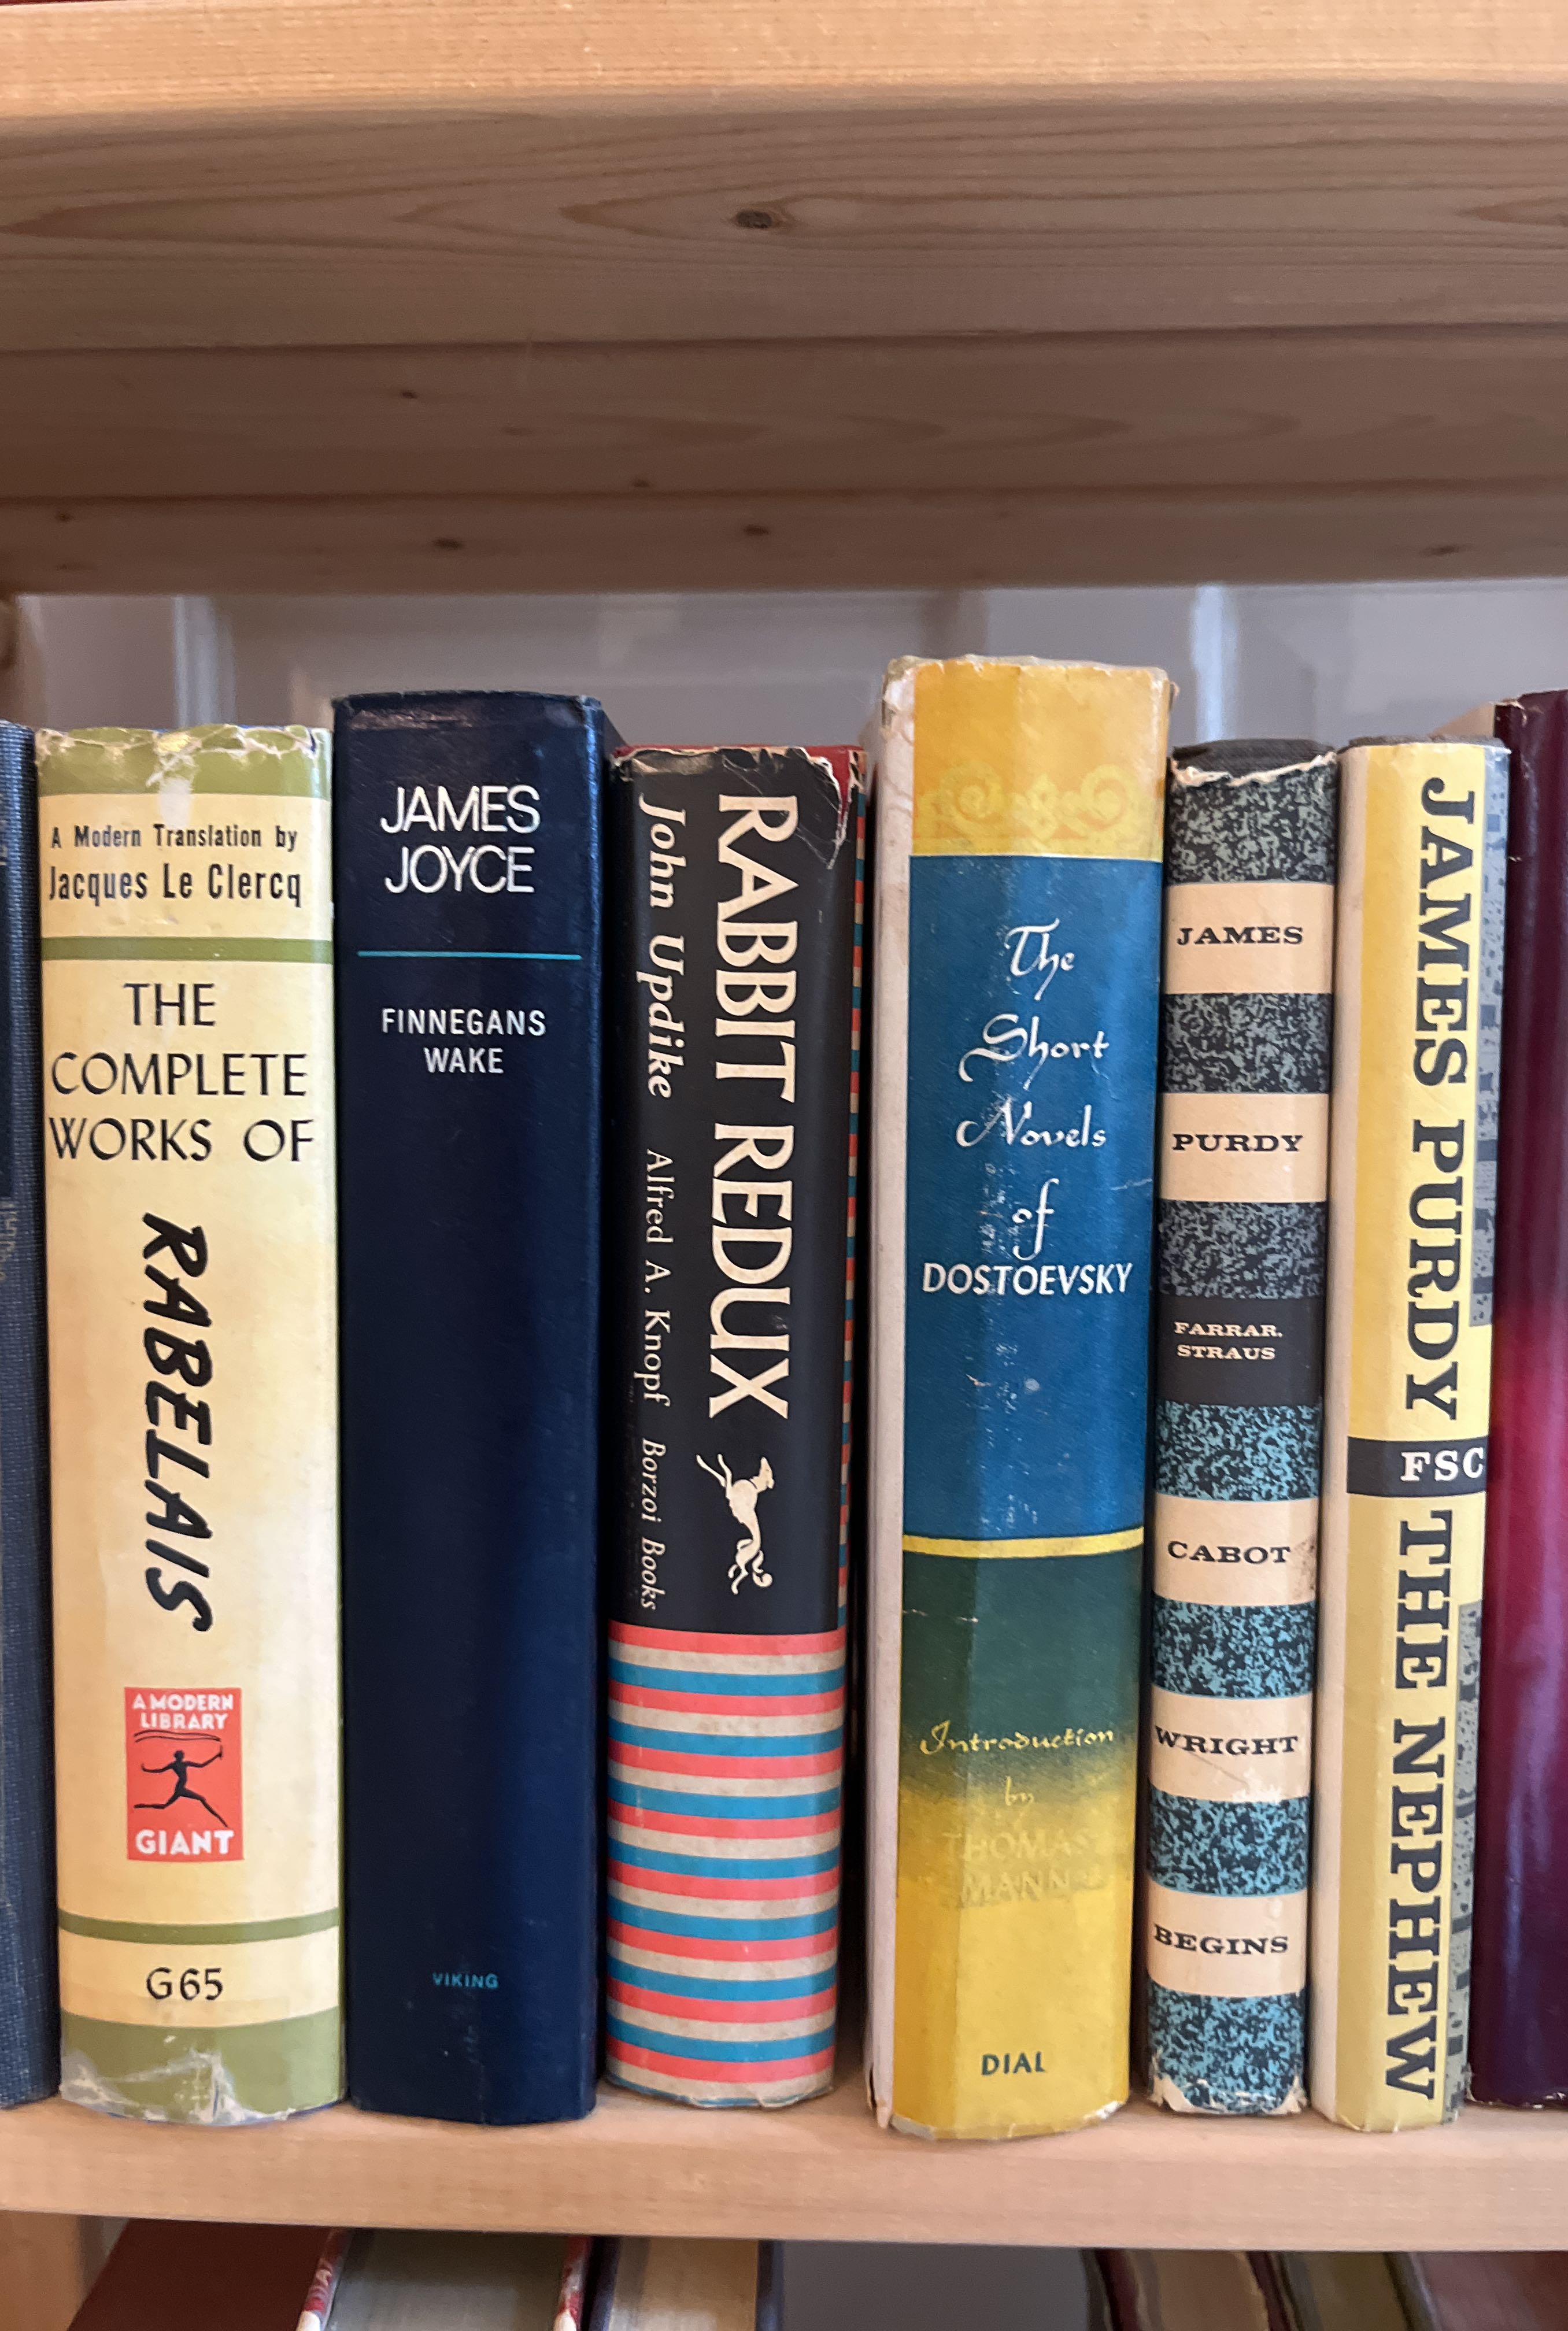 A Modern Translation by
Jacques Le Clercq
THE
COMPLETE
WORKS OF
RABELAIS
A MODERN
LIBRARY
GIANT
G65
JAMES
JOYCE
FINNEGANS
WAKE
VIKING
RABBIT REDUX
John Updike Alfred A. Knopf Borzoi Books
The
Short
Novels
of
DOSTOEVSKY
Introduction
by
THOMAS
MANN
DIAL
JAMES
PURDY
FARRAR.
STRAUS
CABOT
WRIGHT
BEGINS
JAMES PURDY FSC THE NEPHEW